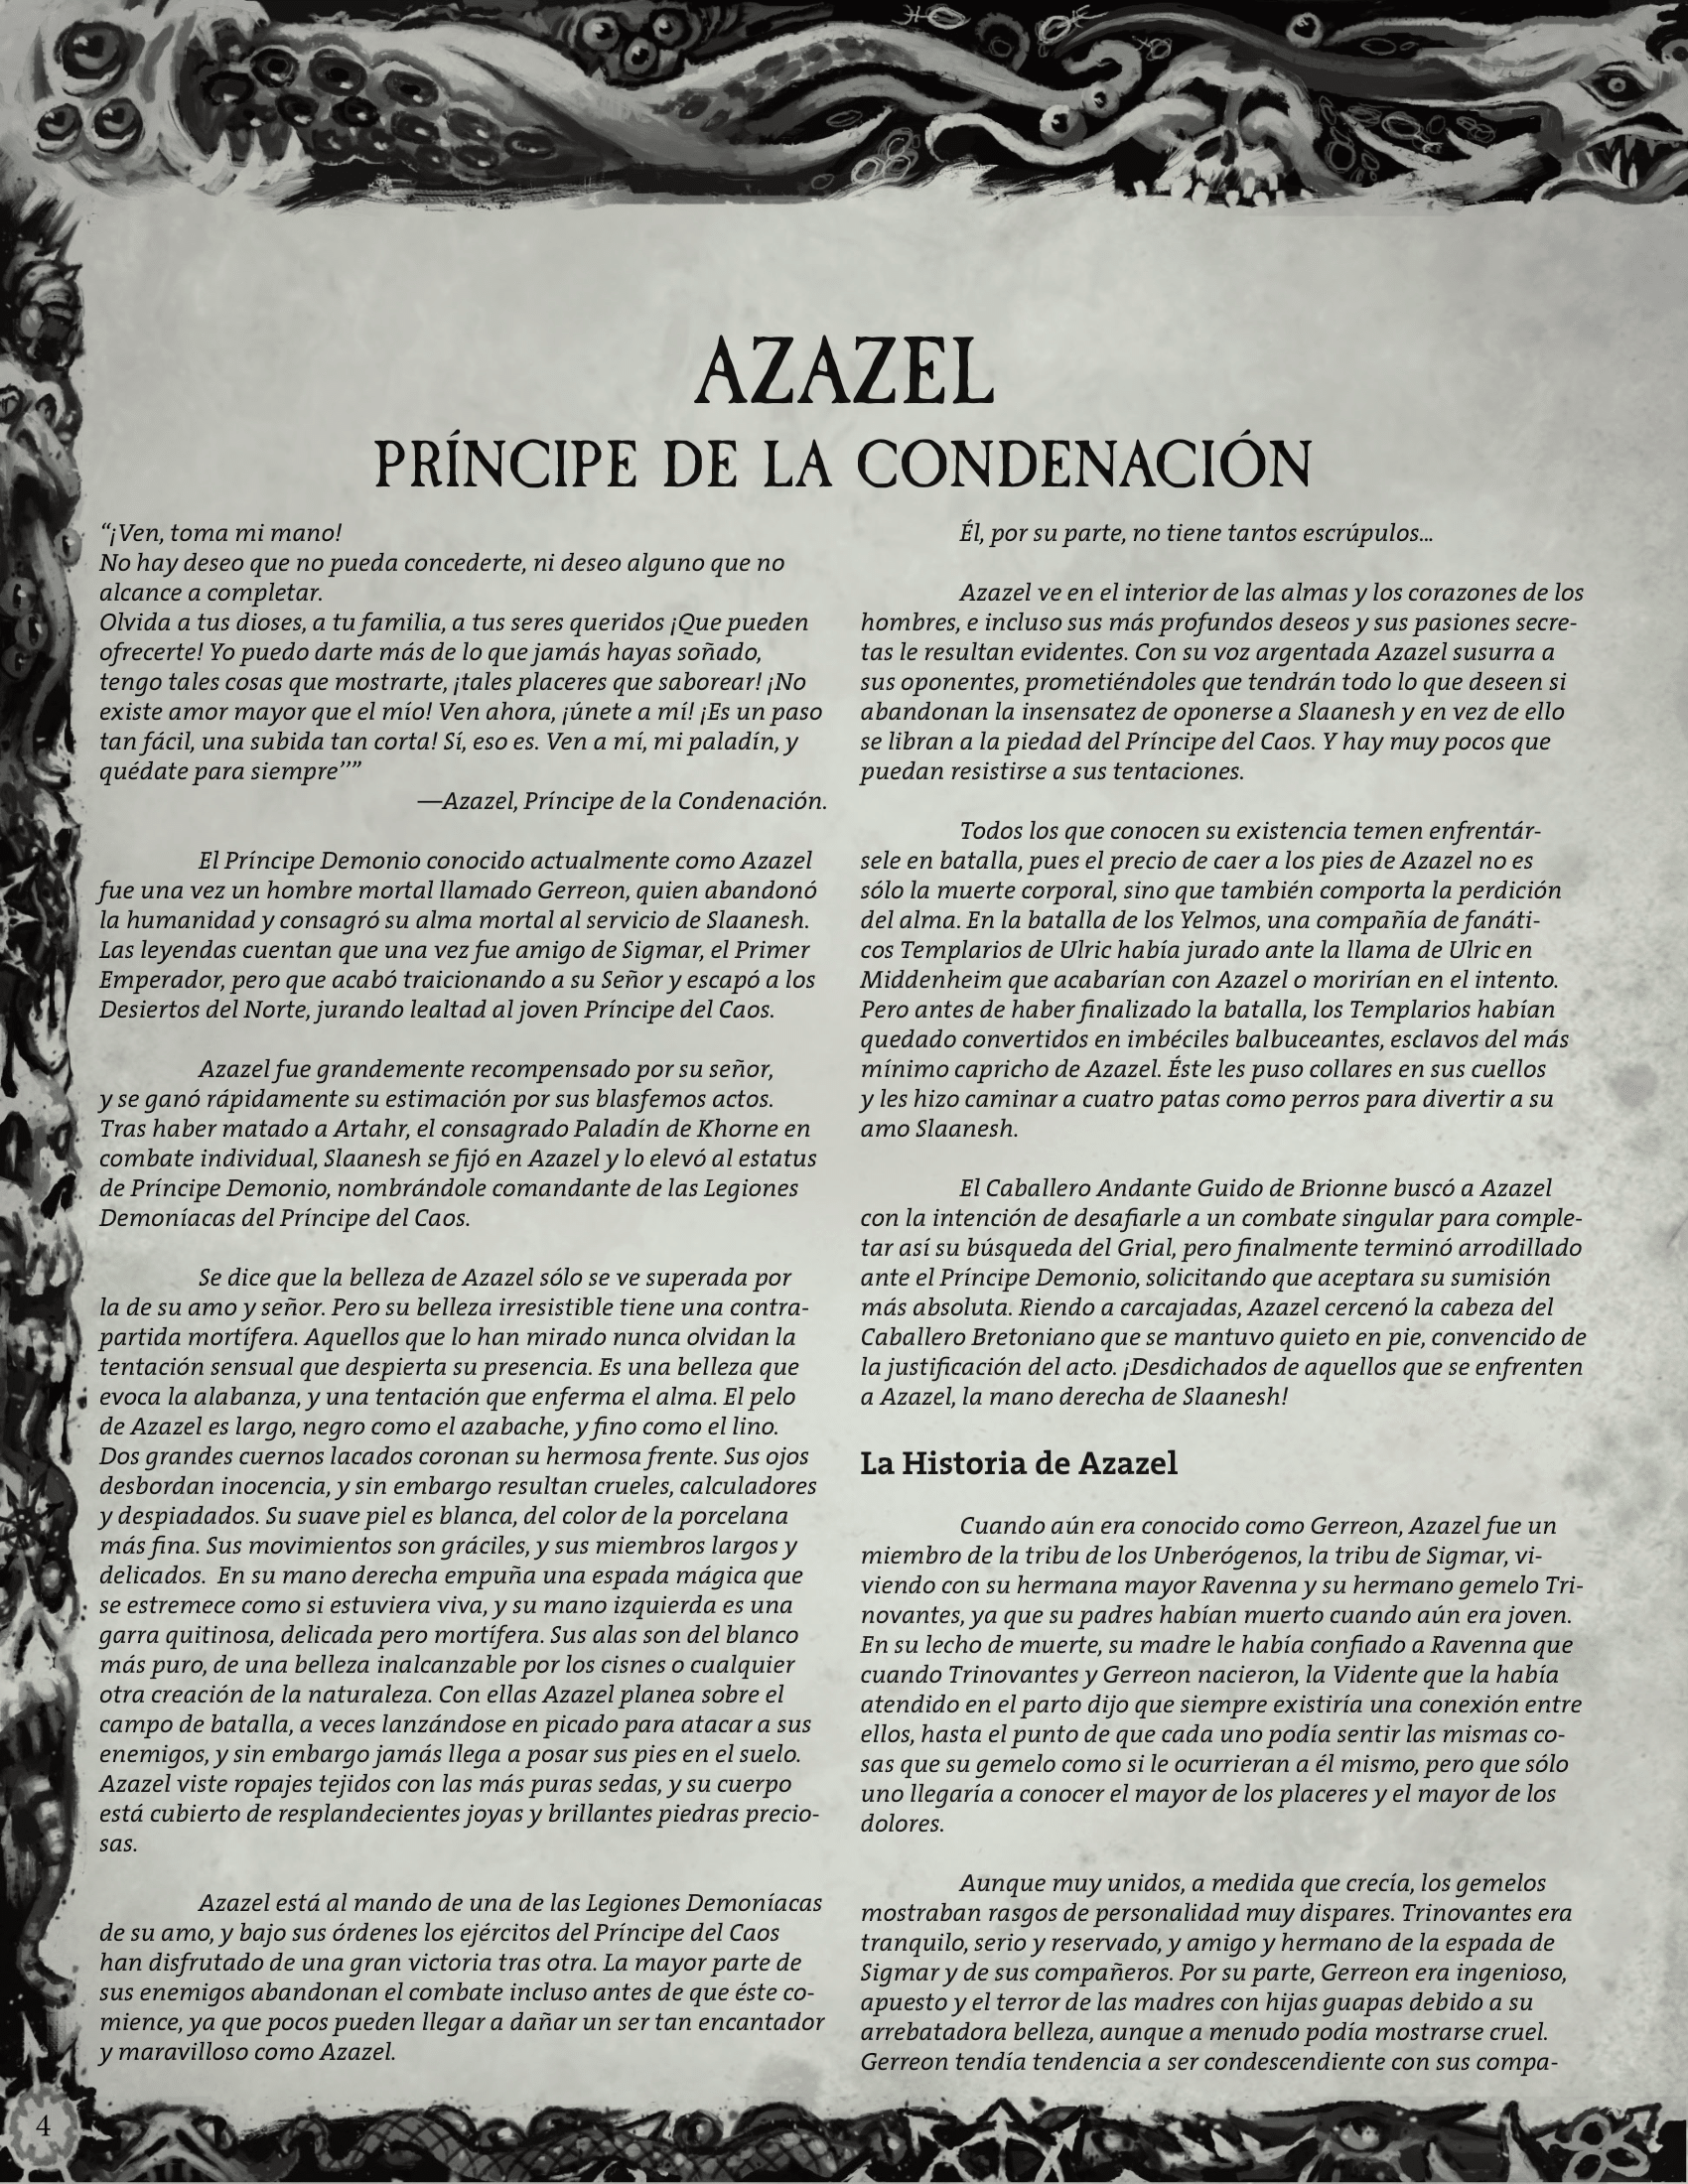 AZAZEL
PRÍNCIPE DE LA CONDENACIÓN
“¡Ven, toma mi mano!
No hay deseo que no pueda concederte, ni deseo alguno que no
alcance a completar.
Olvida a tus dioses, a tu familia, a tus seres queridos ¡Que pueden
ofrecerte! Yo puedo darte más de lo que jamás hayas soñado,
tengo tales cosas que mostrarte, ¡tales placeres que saborear! ¡No
existe amor mayor que el mío! Ven ahora, ¡únete a mí! ¡Es un paso
tan fácil, una subida tan corta! Sí, eso es. Ven a mí, mi paladín, y
quédate para siempre’’”
—Azazel, Príncipe de la Condenación.
El Príncipe Demonio conocido actualmente como Azazel
fue una vez un hombre mortal llamado Gerreon, quien abandonó
la humanidad y consagró su alma mortal al servicio de Slaanesh.
Las leyendas cuentan que una vez fue amigo de Sigmar, el Primer
Emperador, pero que acabó traicionando a su Señor y escapó a los
Desiertos del Norte, jurando lealtad al joven Príncipe del Caos.
Azazel fue grandemente recompensado por su señor,
y se ganó rápidamente su estimación por sus blasfemos actos.
Tras haber matado a Artahr, el consagrado Paladín de Khorne en
combate individual, Slaanesh se fijó en Azazel y lo elevó al estatus
de Príncipe Demonio, nombrándole comandante de las Legiones
Demoníacas del Príncipe del Caos.
Se dice que la belleza de Azazel sólo se ve superada por
la de su amo y señor. Pero su belleza irresistible tiene una contra-
partida mortífera. Aquellos que lo han mirado nunca olvidan la
tentación sensual que despierta su presencia. Es una belleza que
evoca la alabanza, y una tentación que enferma el alma. El pelo
de Azazel es largo, negro como el azabache, y fino como el lino.
Dos grandes cuernos lacados coronan su hermosa frente. Sus ojos
desbordan inocencia, y sin embargo resultan crueles, calculadores
y despiadados. Su suave piel es blanca, del color de la porcelana
más fina. Sus movimientos son gráciles, y sus miembros largos y
delicados.  En su mano derecha empuña una espada mágica que
se estremece como si estuviera viva, y su mano izquierda es una
garra quitinosa, delicada pero mortífera. Sus alas son del blanco
más puro, de una belleza inalcanzable por los cisnes o cualquier
otra creación de la naturaleza. Con ellas Azazel planea sobre el
campo de batalla, a veces lanzándose en picado para atacar a sus
enemigos, y sin embargo jamás llega a posar sus pies en el suelo.
Azazel viste ropajes tejidos con las más puras sedas, y su cuerpo
está cubierto de resplandecientes joyas y brillantes piedras precio-
sas.
Azazel está al mando de una de las Legiones Demoníacas
de su amo, y bajo sus órdenes los ejércitos del Príncipe del Caos
han disfrutado de una gran victoria tras otra. La mayor parte de
sus enemigos abandonan el combate incluso antes de que éste co-
mience, ya que pocos pueden llegar a dañar un ser tan encantador
y maravilloso como Azazel.
Él, por su parte, no tiene tantos escrúpulos...
Azazel ve en el interior de las almas y los corazones de los
hombres, e incluso sus más profundos deseos y sus pasiones secre-
tas le resultan evidentes. Con su voz argentada Azazel susurra a
sus oponentes, prometiéndoles que tendrán todo lo que deseen si
abandonan la insensatez de oponerse a Slaanesh y en vez de ello
se libran a la piedad del Príncipe del Caos. Y hay muy pocos que
puedan resistirse a sus tentaciones.
Todos los que conocen su existencia temen enfrentár-
sele en batalla, pues el precio de caer a los pies de Azazel no es
sólo la muerte corporal, sino que también comporta la perdición
del alma. En la batalla de los Yelmos, una compañía de fanáti-
cos Templarios de Ulric había jurado ante la llama de Ulric en
Middenheim que acabarían con Azazel o morirían en el intento.
Pero antes de haber finalizado la batalla, los Templarios habían
quedado convertidos en imbéciles balbuceantes, esclavos del más
mínimo capricho de Azazel. Éste les puso collares en sus cuellos
y les hizo caminar a cuatro patas como perros para divertir a su
amo Slaanesh.
El Caballero Andante Guido de Brionne buscó a Azazel
con la intención de desafiarle a un combate singular para comple-
tar así su búsqueda del Grial, pero finalmente terminó arrodillado
ante el Príncipe Demonio, solicitando que aceptara su sumisión
más absoluta. Riendo a carcajadas, Azazel cercenó la cabeza del
Caballero Bretoniano que se mantuvo quieto en pie, convencido de
la justificación del acto. ¡Desdichados de aquellos que se enfrenten
a Azazel, la mano derecha de Slaanesh!
La Historia de Azazel
Cuando aún era conocido como Gerreon, Azazel fue un
miembro de la tribu de los Unberógenos, la tribu de Sigmar, vi-
viendo con su hermana mayor Ravenna y su hermano gemelo Tri-
novantes, ya que su padres habían muerto cuando aún era joven.
En su lecho de muerte, su madre le había confiado a Ravenna que
cuando Trinovantes y Gerreon nacieron, la Vidente que la había
atendido en el parto dijo que siempre existiría una conexión entre
ellos, hasta el punto de que cada uno podía sentir las mismas co-
sas que su gemelo como si le ocurrieran a él mismo, pero que sólo
uno llegaría a conocer el mayor de los placeres y el mayor de los
dolores.
Aunque muy unidos, a medida que crecía, los gemelos
mostraban rasgos de personalidad muy dispares. Trinovantes era
tranquilo, serio y reservado, y amigo y hermano de la espada de
Sigmar y de sus compañeros. Por su parte, Gerreon era ingenioso,
apuesto y el terror de las madres con hijas guapas debido a su
arrebatadora belleza, aunque a menudo podía mostrarse cruel.
Gerreon tendía tendencia a ser condescendiente con sus compa-
4